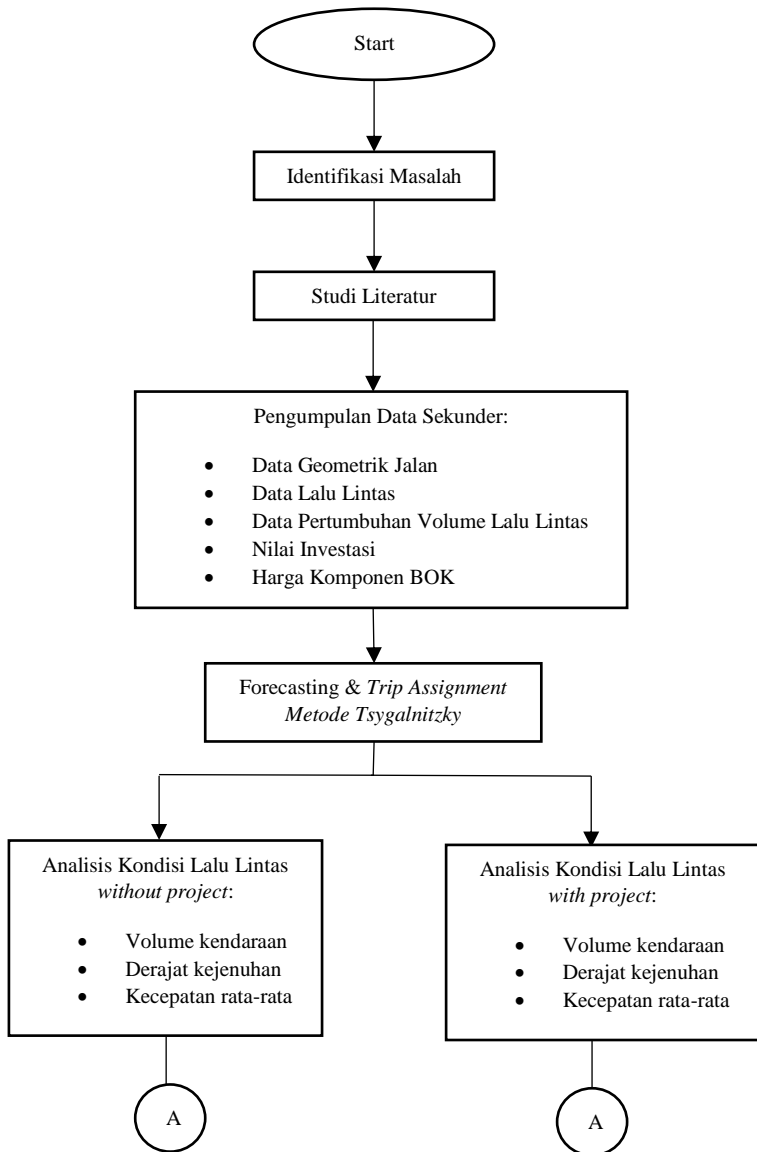 Start
Identifikasi Masalah
Studi Literatur
Pengumpulan Data Sekunder:
• Data Geometrik Jalan
• Data Lalu Lintas
• Data Pertumbuhan Volume Lalu Lintas
• Nilai Investasi
• Harga Komponen BOK
Forecasting & Trip Assignment
Metode Tsygalnitzky
Analisis Kondisi Lalu Lintas
without project:
• Volume kendaraan
• Derajat kejenuhan
• Kecepatan rata-rata
A
Analisis Kondisi Lalu Lintas
with project:
• Volume kendaraan
• Derajat kejenuhan
• Kecepatan rata-rata
A